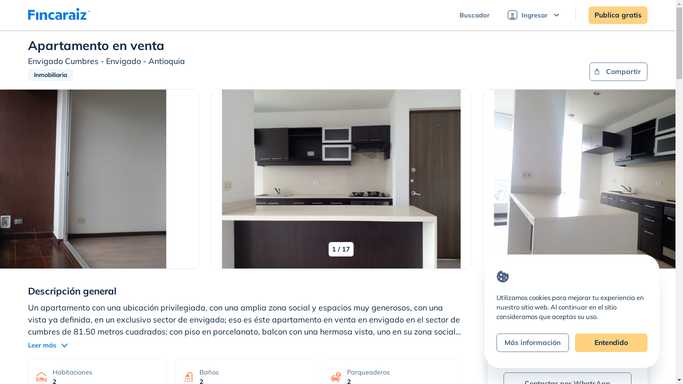 Fincaraiz
Buscador
Ingresar
Publica gratis
Apartamento en venta
Envigado Cumbres - Envigado - Antioquia
Inmobiliaria
Compartir
1 / 17
Descripción general
Un apartamento con una ubicación privilegiada, con una amplia zona social y espacios muy generosos, con una
vista ya definida, en un exclusivo sector de envigado; eso es éste apartamento en venta en envigado en el sector de
cumbres de 81.50 metros cuadrados: con piso en porcelanato, balcon con una hermosa vista, uno en su zona social...
Leer más
Habitaciones
2
Baños
2
Parqueaderos
2
Utilizamos cookies para mejorar tu experiencia en
nuestro sitio web. Al continuar en el sitio
consideramos que aceptas su uso.
Más información
Entendido
Contactar por WhatsApp